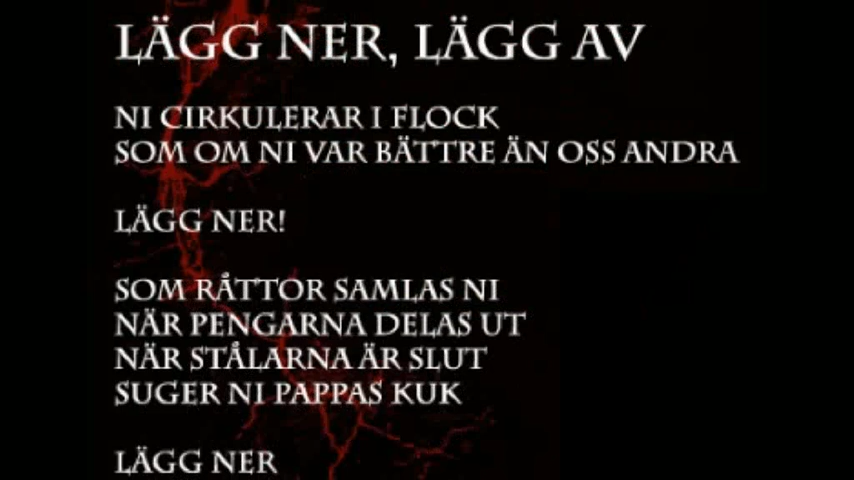 LÄGG NER, LÄGG AV
NI CIRKULERAR I FLOCK
SOM OM NI VAR BÄTTRE ÄN OSS ANDRA
LÄGG NER!
SOM RÅTTOR SAMLAS NI
NÄR PENGARNA DELAS UT
NÄR STÅLARNA ÄR SLUT
SUGER NI PAPPAS KUK
LÄGG NER